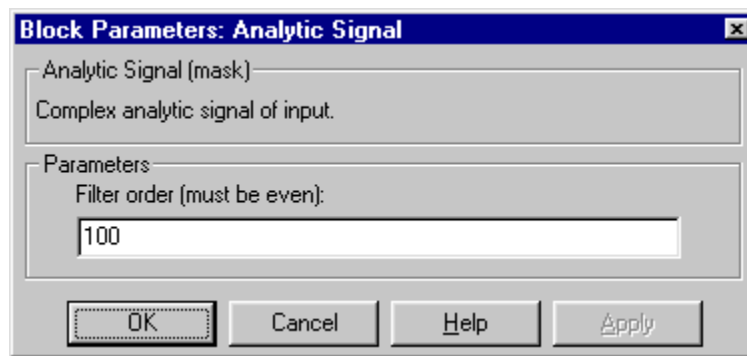 Block Parameters: Analytic Signal
Analytic Signal (mask)
Complex analytic signal of input.
Parameters
Filter order (must be even):
100
OK Cancel Help Apply